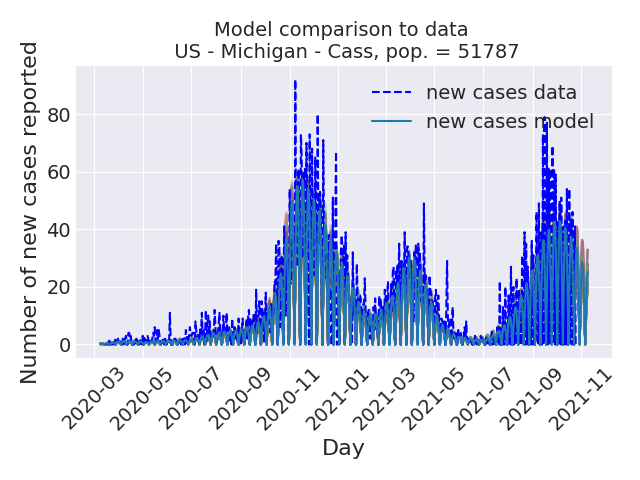 Model comparison to data
US - Michigan - Cass, pop. = 51787
Number of new cases reported
80
60
40
20
0
new cases data
new cases model
2020-03
2020-05
2020-07
2020-09
2020-11
2021-01
2021-03
2021-05
2021-07
2021-09
2021-11
Day